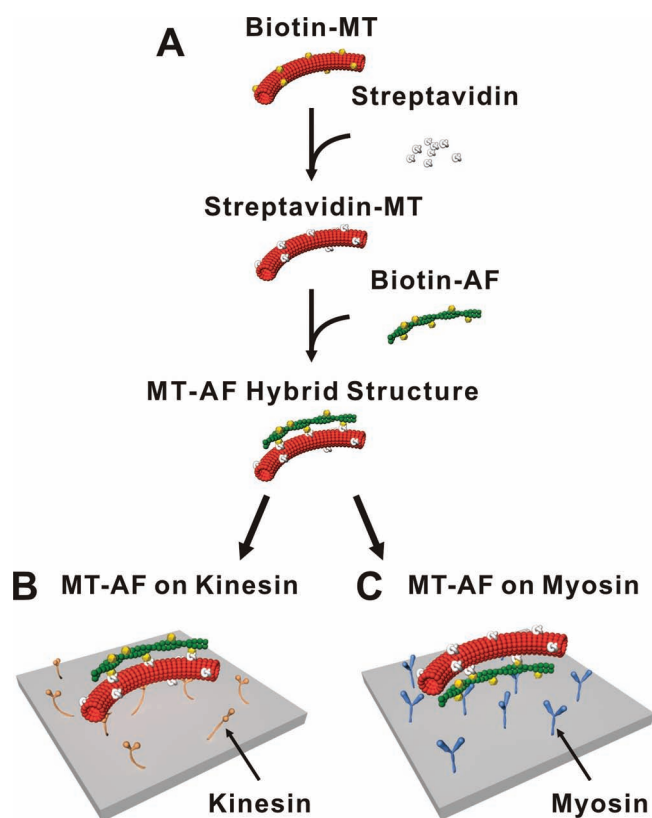 A
Biotin-MT
Streptavidin
Streptavidin-MT
Biotin-AF
MT-AF Hybrid Structure
B MT-AF on Kinesin
C MT-AF on Myosin
Kinesin
Myosin